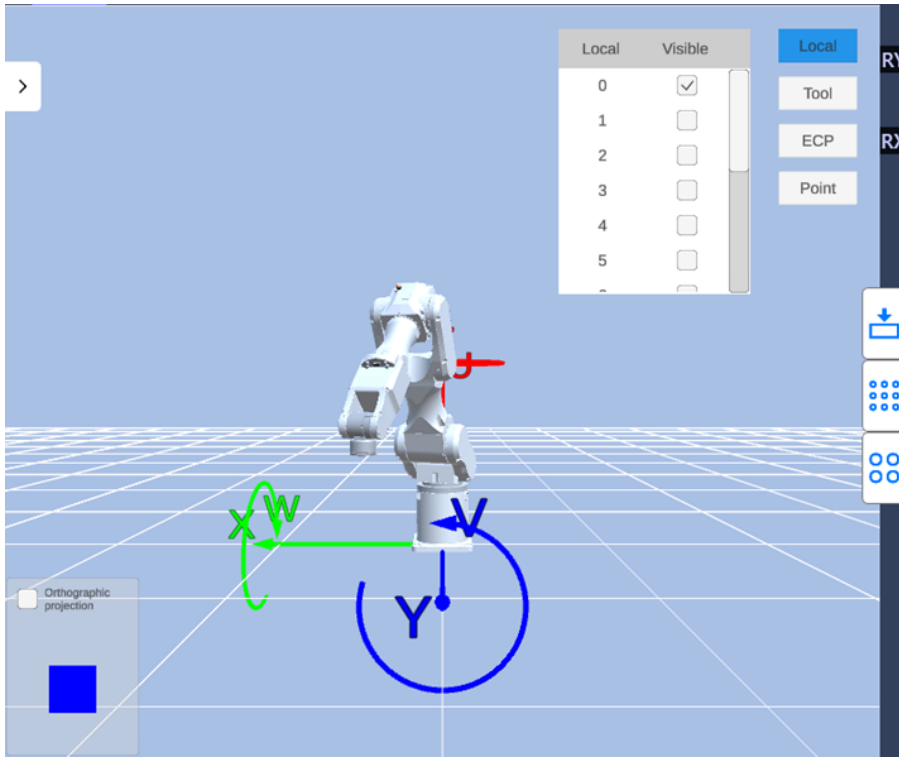 Local Visible
0
1
2
3
4
5
Local
Tool
ECP
Point
RY
RX
U
X W
V
Y
Orthographic
projection